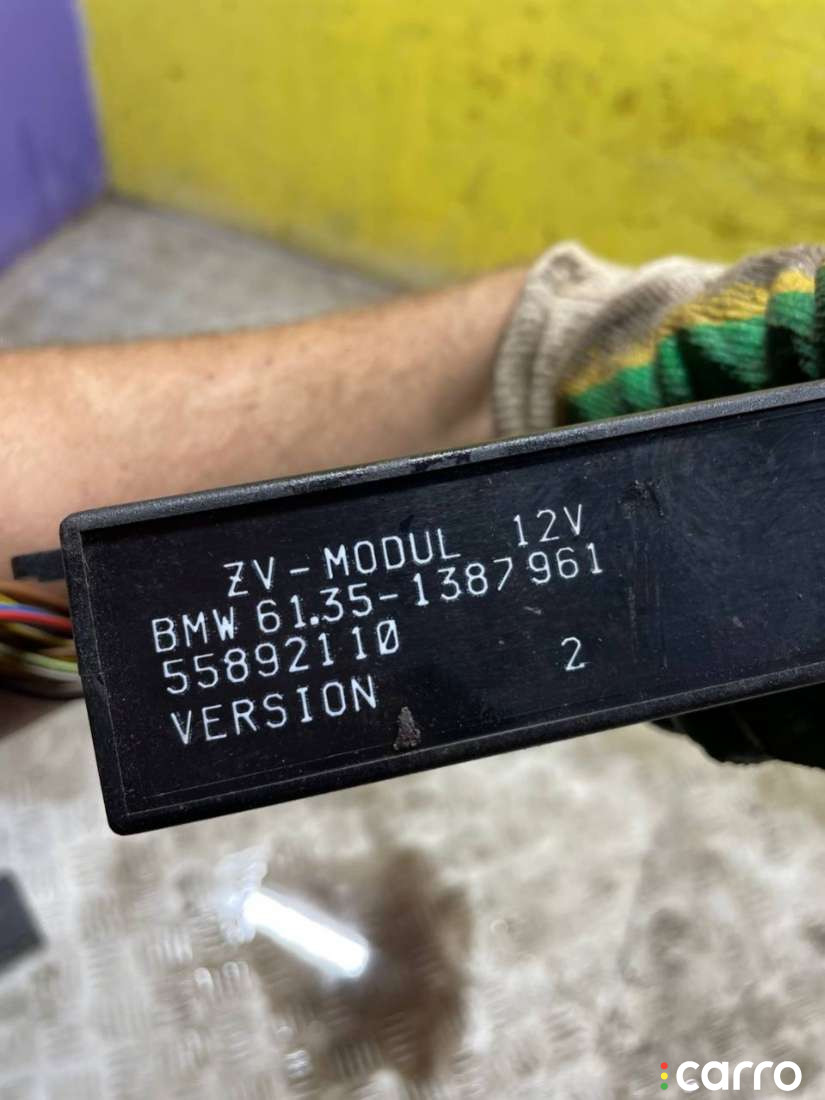 ZV-MODUL 12V
BMW 61.35-1387961
55892110
VERSION 2
carro